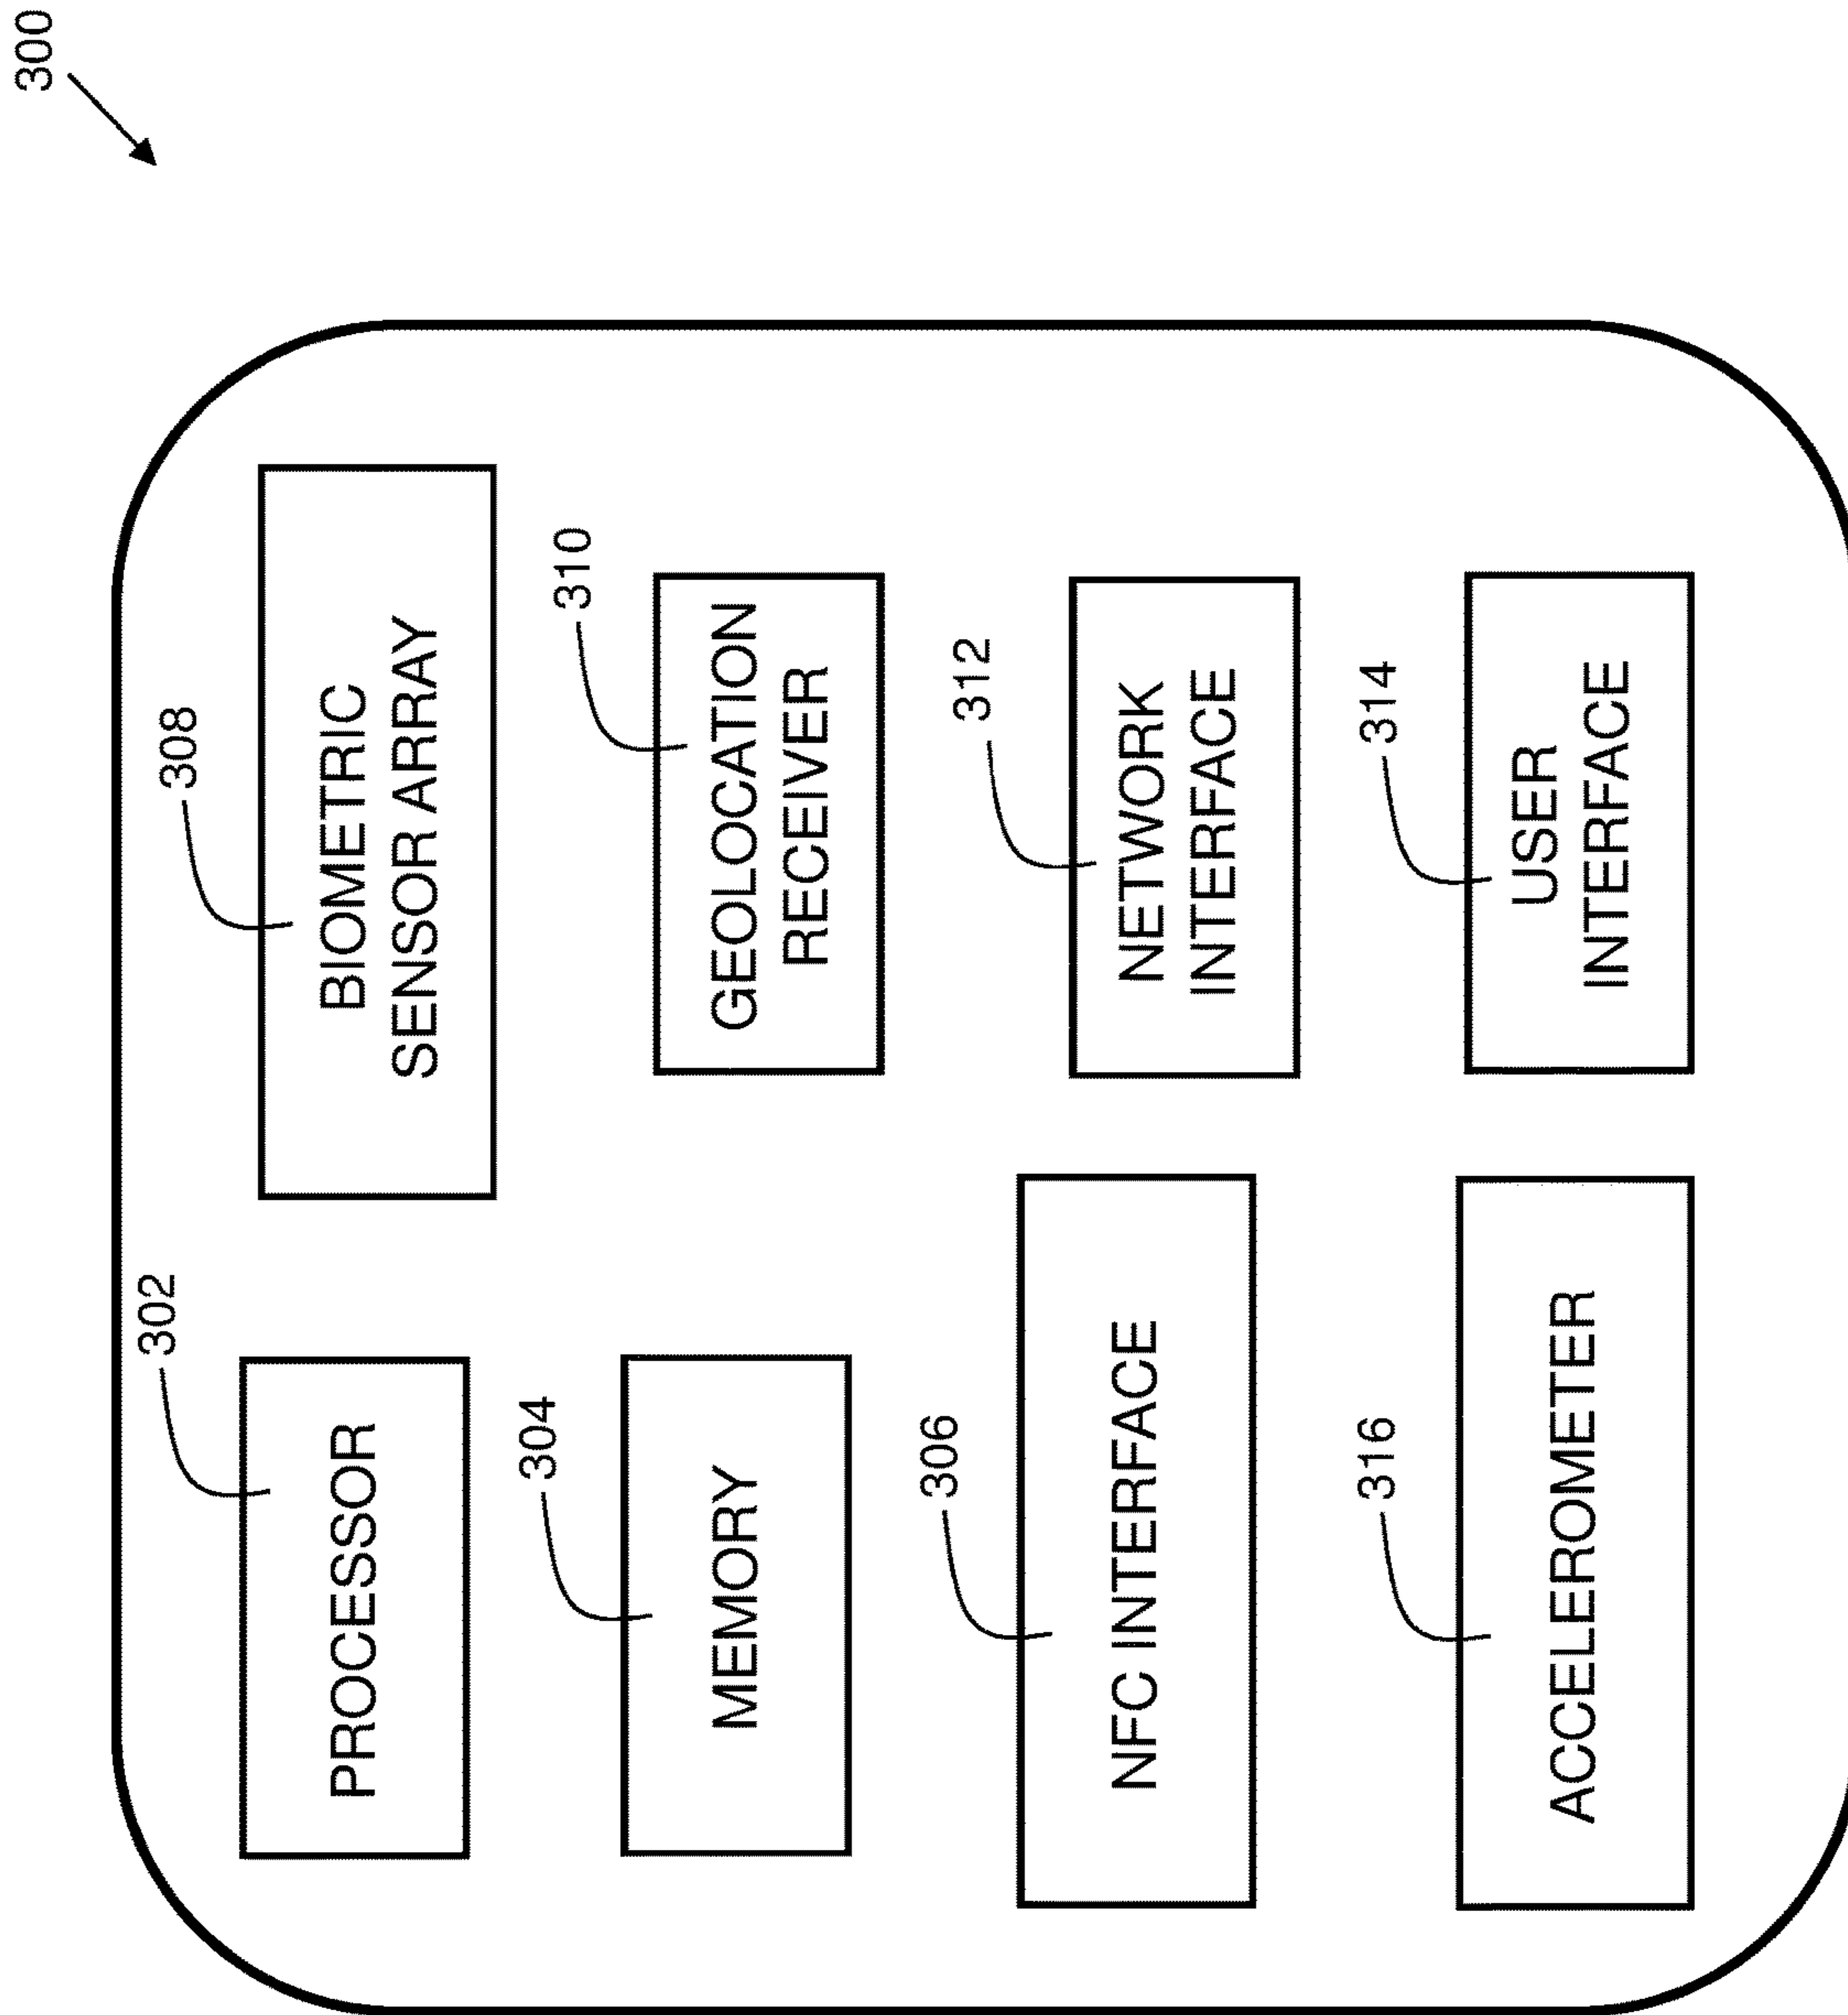 300
302
PROCESSOR
308
BIOMETRIC
SENSOR ARRAY
304
MEMORY
310
GEOLOCATION
RECEIVER
306
NFC INTERFACE
312
NETWORK
INTERFACE
316
ACCELEROMETER
314
USER
INTERFACE